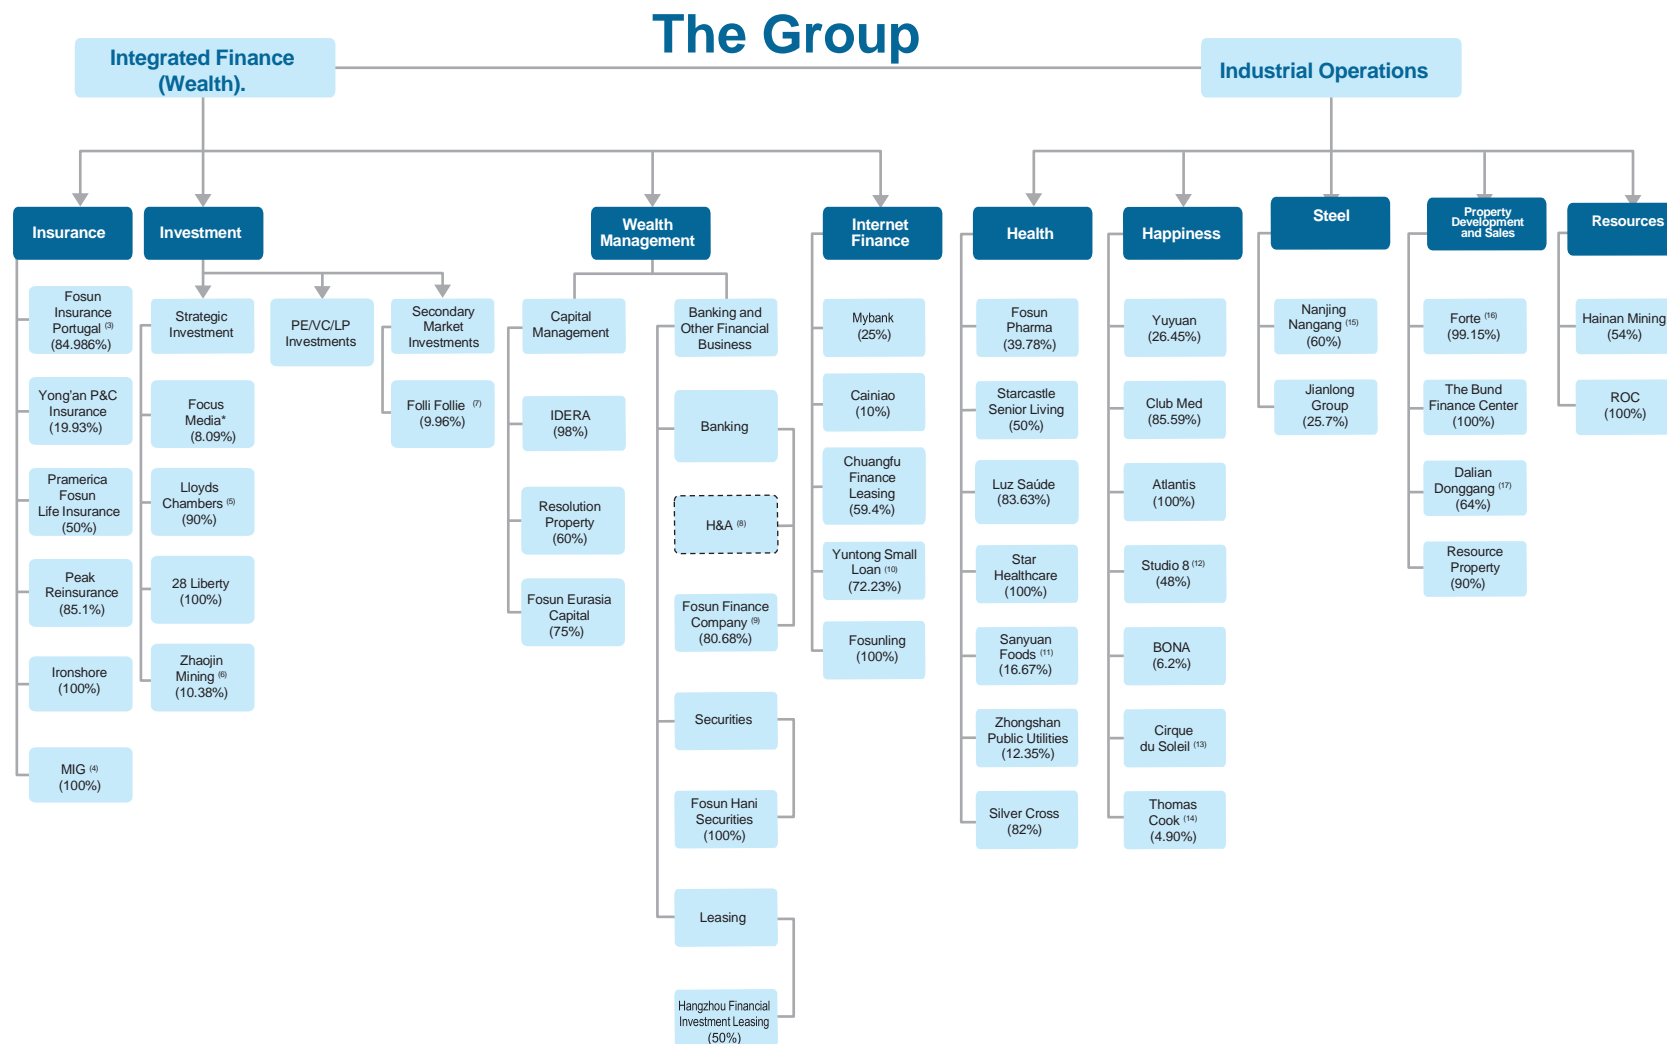 The Group
Integrated Finance
(Wealth).
Industrial Operations
Insurance
Investment
Wealth
Management
Internet
Finance
Health
Happiness
Steel
Property
Development
and Sales
Resources
Fosun
Insurance
Portugal (3)
(84.986%)
Yong'an P&C
Insurance
(19.93%)
Pramerica
Fosun
Life Insurance
(50%)
Peak
Reinsurance
(85.1%)
Ironshore
(100%)
MIG (4)
(100%)
Strategic
Investment
Focus
Media*
(8.09%)
Lloyds
Chambers (5)
(90%)
28 Liberty
(100%)
Zhaojin
Mining (6)
(10.38%)
PE/VC/LP
Investments
Secondary
Market
Investments
Folli Follie (7)
(9.96%)
Capital
Management
IDERA
(98%)
Resolution
Property
(60%)
Fosun Eurasia
Capital
(75%)
Banking and
Other Financial
Business
Banking
H&A (8)
Fosun Finance
Company (9)
(80.68%)
Securities
Fosun Hani
Securities
(100%)
Leasing
Hangzhou Financial
Investment Leasing
(50%)
Mybank
(25%)
Cainiao
(10%)
Chuangfu
Finance
Leasing
(59.4%)
Yuntong Small
Loan (10)
(72.23%)
Fosunling
(100%)
Fosun
Pharma
(39.78%)
Starcastle
Senior Living
(50%)
Luz Saúde
(83.63%)
Star
Healthcare
(100%)
Sanyuan
Foods (11)
(16.67%)
Zhongshan
Public Utilities
(12.35%)
Silver Cross
(82%)
Yuyuan
(26.45%)
Club Med
(85.59%)
Atlantis
(100%)
Studio 8 (12)
(48%)
BONA
(6.2%)
Cirque
du Soleil (13)
Thomas
Cook (14)
(4.90%)
Nanjing
Nangang (15)
(60%)
Jianlong
Group
(25.7%)
Forte (16)
(99.15%)
The Bund
Finance Center
(100%)
Dalian
Donggang (17)
(64%)
Resource
Property
(90%)
Hainan Mining
(54%)
ROC
(100%)